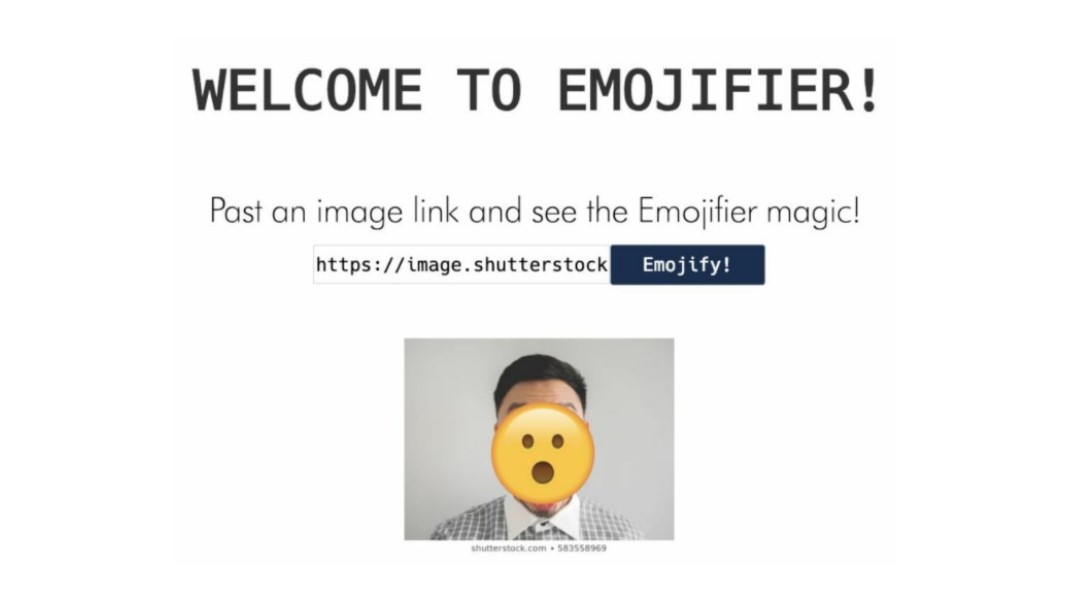 WELCOME TO EMOJIFIER!
Past an image link and see the Emojifier magic!
https://image.shutterstock Emojify!
shutterstock.com • 583558969